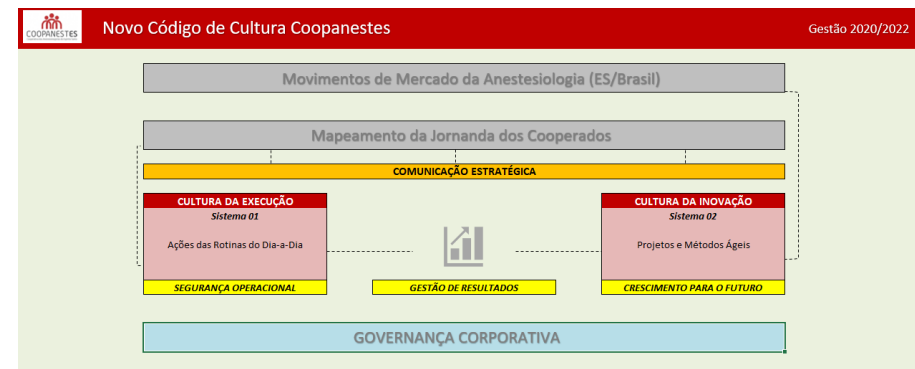 COOPANESTES
Novo Código de Cultura Coopanestes
Gestão 2020/2022
Movimentos de Mercado da Anestesiologia (ES/Brasil)
Mapeamento da Jornanda dos Cooperados
COMUNICAÇÃO ESTRATÉGICA
CULTURA DA EXECUÇÃO
Sistema 01
Ações das Rotinas do Dia-a-Dia
SEGURANÇA OPERACIONAL
GESTÃO DE RESULTADOS
CULTURA DA INOVAÇÃO
Sistema 02
Projetos e Métodos Ágeis
CRESCIMENTO PARA O FUTURO
GOVERNANÇA CORPORATIVA